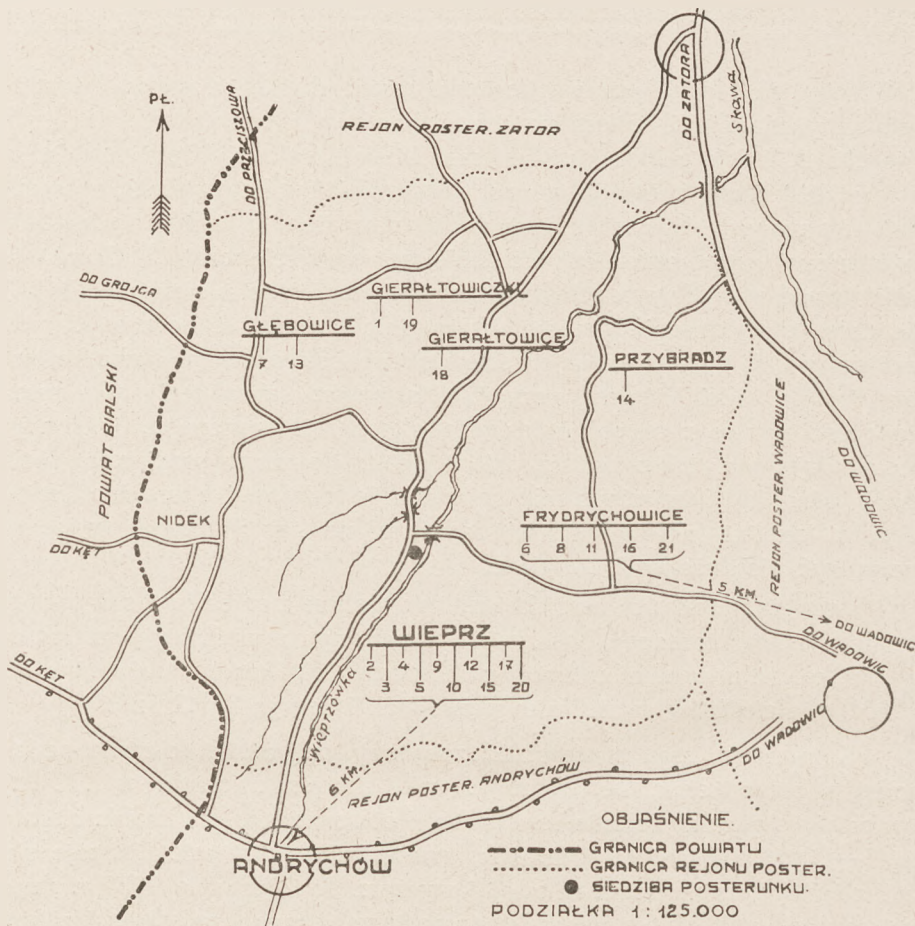 PŁ.
DO PRZECISZOWA
REJON POSTER. ZATOR
DO ZATORA
Skawa
DO GROJCA
GIERAŁTOWICZKI
1 19
GŁĘBOWICE
7 13
GIERAŁTOWICE
18
PRZYBRADZ
14
POWIAT BIALSKI
REJON POSTER. WADOWICE
DO WADOWIC
NIDEK
DO KĘT
FRYDRYCHOWICE
6 8 11 16 21
5 KM.
DO WADOWIC
DO WADOWIC
WIEPRZ
2 4 9 12 17
3 5 10 15 20
DO KĘT
Wieprzówka
6 KM.
REJON POSTER. ANDRYCHÓW
DO WADOWIC
ANDRYCHÓW
OBJAŚNIENIE.
GRANICA POWIATU
GRANICA REJONU POSTER.
SIEDZIBA POSTERUNKU.
PODZIAŁKA 1:125.000